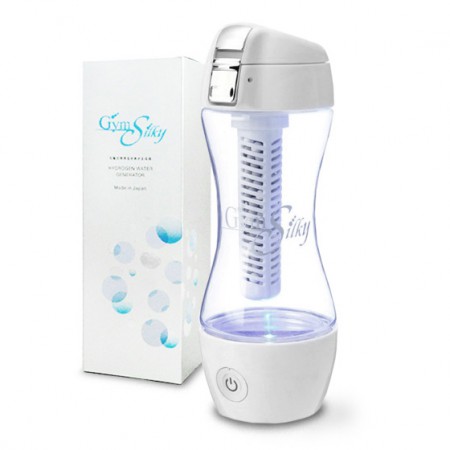 Gym Silky
HYDROGEN WATER
GENERATOR
Made in Japan
Gym Silky